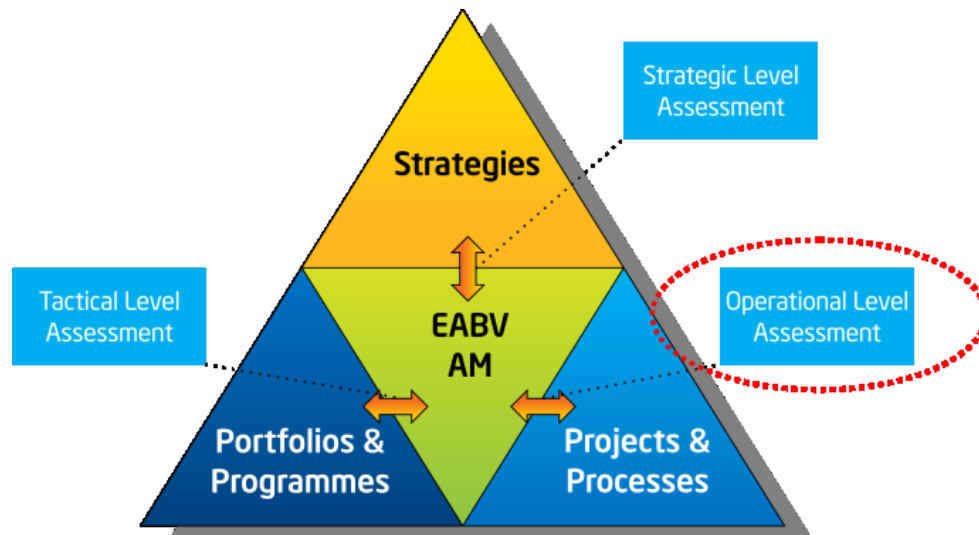 Strategic Level
Assessment
Strategies
Tactical Level
Assessment
Operational Level
Assessment
EABV
AM
Portfolios &
Programmes
Projects &
Processes